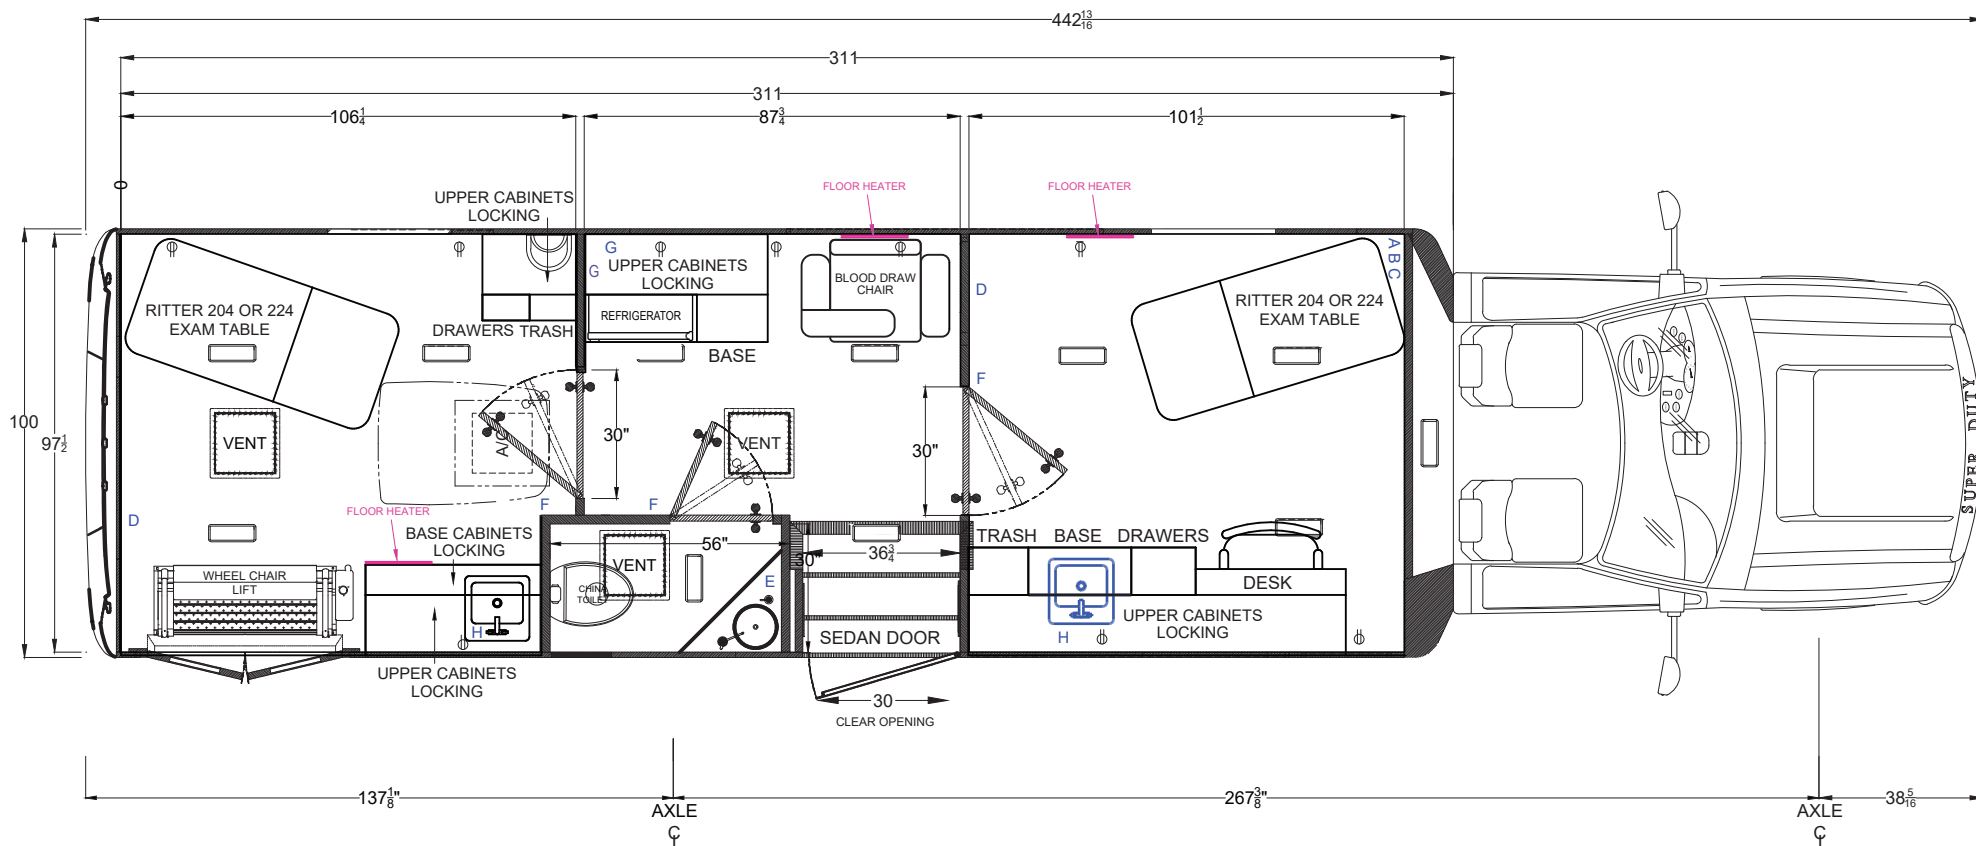 442 13/16
311
311
106 1/4
87 3/4
101 1/2
0
UPPER CABINETS
LOCKING
FLOOR HEATER
FLOOR HEATER
RITTER 204 OR 224
EXAM TABLE
DRAWERS TRASH
G
G
UPPER CABINETS
LOCKING
REFRIGERATOR
BASE
BLOOD DRAW
CHAIR
D
A B C
RITTER 204 OR 224
EXAM TABLE
100
97 1/2
VENT
A/C
30"
VENT
30"
F
F
F
D
FLOOR HEATER
BASE CABINETS
LOCKING
WHEEL CHAIR
LIFT
H
UPPER CABINETS
LOCKING
56"
VENT
CHINA
TOILET
E
30"
36 3/4
SEDAN DOOR
30
CLEAR OPENING
TRASH BASE DRAWERS
DESK
H
UPPER CABINETS
LOCKING
SUPER DUTY
137 1/8"
AXLE
267 3/8"
AXLE
38 5/16